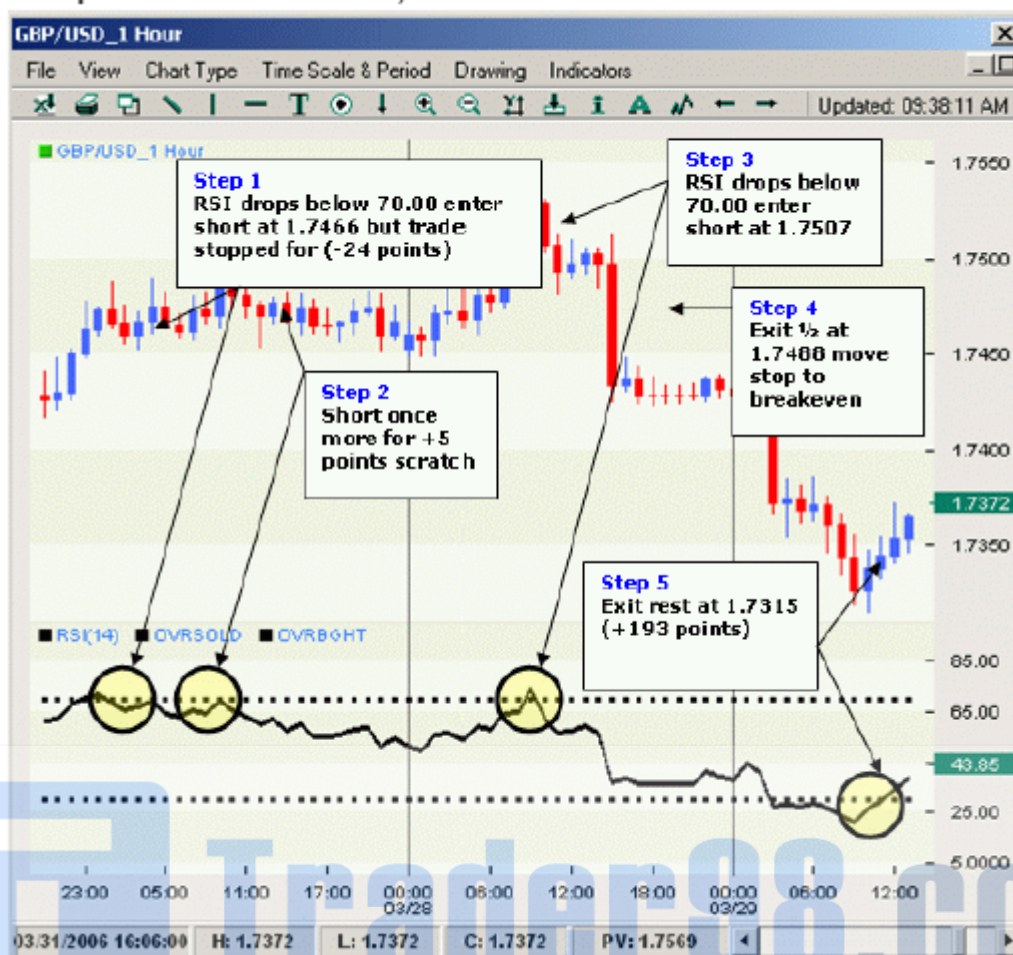 GBP/USD_1 Hour
File View Chart Type Time Scale & Period Drawing Indicators
Updated: 09:38:11 AM
GBP/USD_1 Hour
Step 1
RSI drops below 70.00 enter
short at 1.7466 but trade
stopped for (-24 points)
Step 2
Short once
more for +5
points scratch
Step 3
RSI drops below
70.00 enter
short at 1.7507
Step 4
Exit ½ at
1.7488 move
stop to
breakeven
Step 5
Exit rest at 1.7315
(+193 points)
1.7550
1.7500
1.7450
1.7400
1.7372
1.7350
RSI(14) OVRSOLD OVRBGHT
85.00
65.00
43.85
25.00
5.0000
23:00 05:00 11:00 17:00 00:00 06:00 12:00 18:00 00:00 06:00 12:00
03/28 03/29
03/31/2006 16:06:00 H: 1.7372 L: 1.7372 C: 1.7372 PV: 1.7569